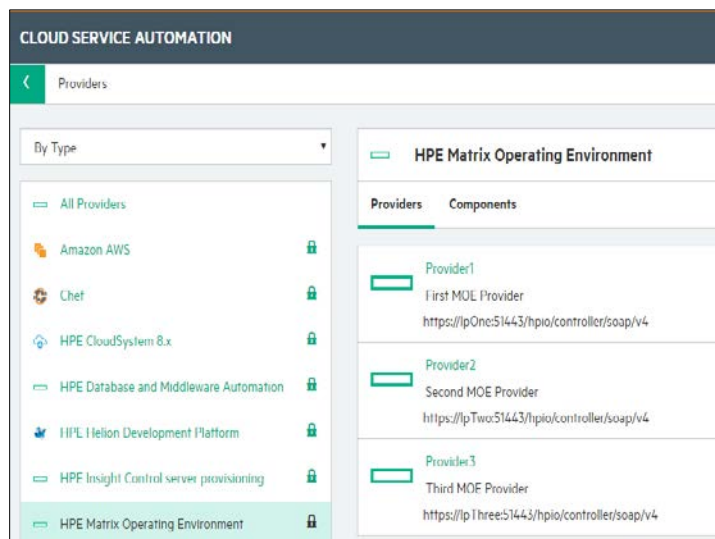 CLOUD SERVICE AUTOMATION
Providers
By Type
All Providers
Amazon AWS
Chef
HPE CloudSystem 8.x
HPE Database and Middleware Automation
HPE Helion Development Platform
HPE Insight Control server provisioning
HPE Matrix Operating Environment
HPE Matrix Operating Environment
Providers Components
Provider1
First MOE Provider
https://IpOne:51443/hpio/controller/soap/v4
Provider2
Second MOE Provider
https://IpTwo:51443/hpio/controller/soap/v4
Provider3
Third MOE Provider
https://IpThree:51443/hpio/controller/soap/v4